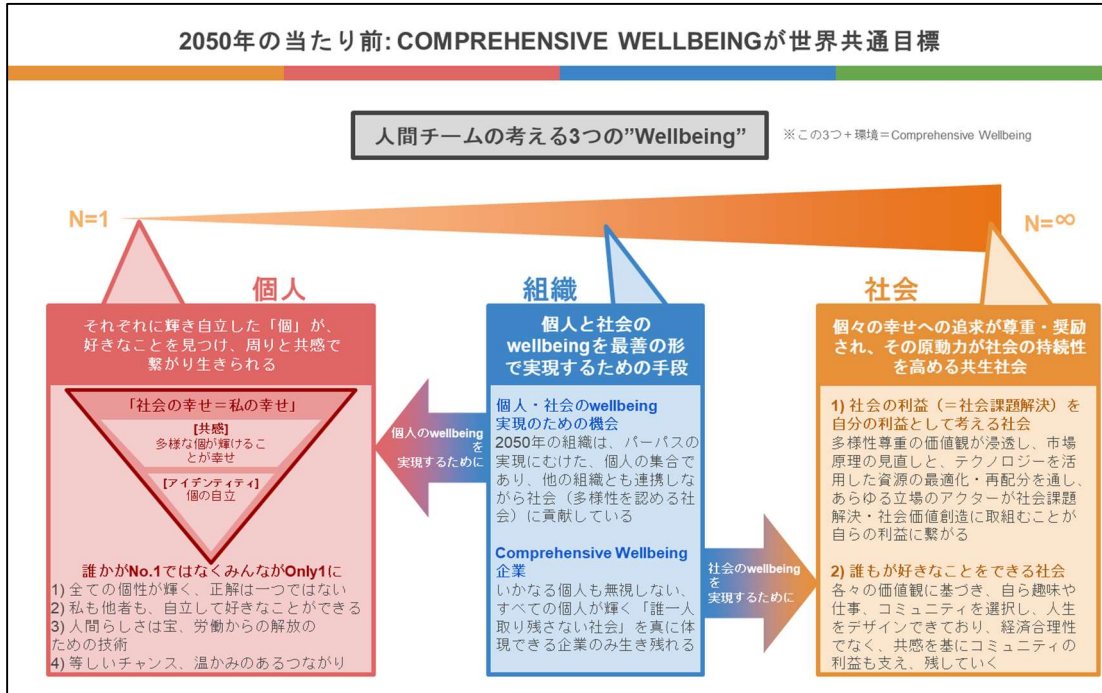 2050年の当たり前: COMPREHENSIVE WELLBEINGが世界共通目標
人間チームの考える3つの”Wellbeing”
※この3つ＋環境＝Comprehensive Wellbeing
N=1
N=∞
個人
それぞれに輝き自立した「個」が、
好きなことを見つけ、周りと共感で
繋がり生きられる
「社会の幸せ＝私の幸せ」
[共感]
多様な個が輝けるこ
とが幸せ
[アイデンティティ]
個の自立
誰かがNo.1ではなくみんながOnly1に
1) 全ての個性が輝く、正解は一つではない
2) 私も他者も、自立して好きなことができる
3) 人間らしさは宝、労働からの解放の
ための技術
4) 等しいチャンス、温かみのあるつながり
個人のwellbeing
を
実現するために
組織
個人と社会の
wellbeingを最善の形
で実現するための手段
個人・社会のwellbeing
実現のための機会
2050年の組織は、パーパスの
実現にむけた、個人の集合で
あり、他の組織とも連携しな
がら社会（多様性を認める社
会）に貢献している
Comprehensive Wellbeing
企業
いかなる個人も無視しない、
すべての個人が輝く「誰一人
取り残さない社会」を真に体
現できる企業のみ生き残れる
社会のwellbeing
を
実現するために
社会
個々の幸せへの追求が尊重・奨励
され、その原動力が社会の持続性
を高める共生社会
1) 社会の利益（＝社会課題解決）を
自分の利益として考える社会
多様性尊重の価値観が浸透し、市場
原理の見直しと、テクノロジーを活
用した資源の最適化・再配分を通し、
あらゆる立場のアクターが社会課題
解決・社会価値創造に取組むことが
自らの利益に繋がる
2) 誰もが好きなことをできる社会
各々の価値観に基づき、自ら趣味や
仕事、コミュニティを選択し、人生
をデザインできており、経済合理性
でなく、共感を基にコミュニティの
利益も支え、残していく